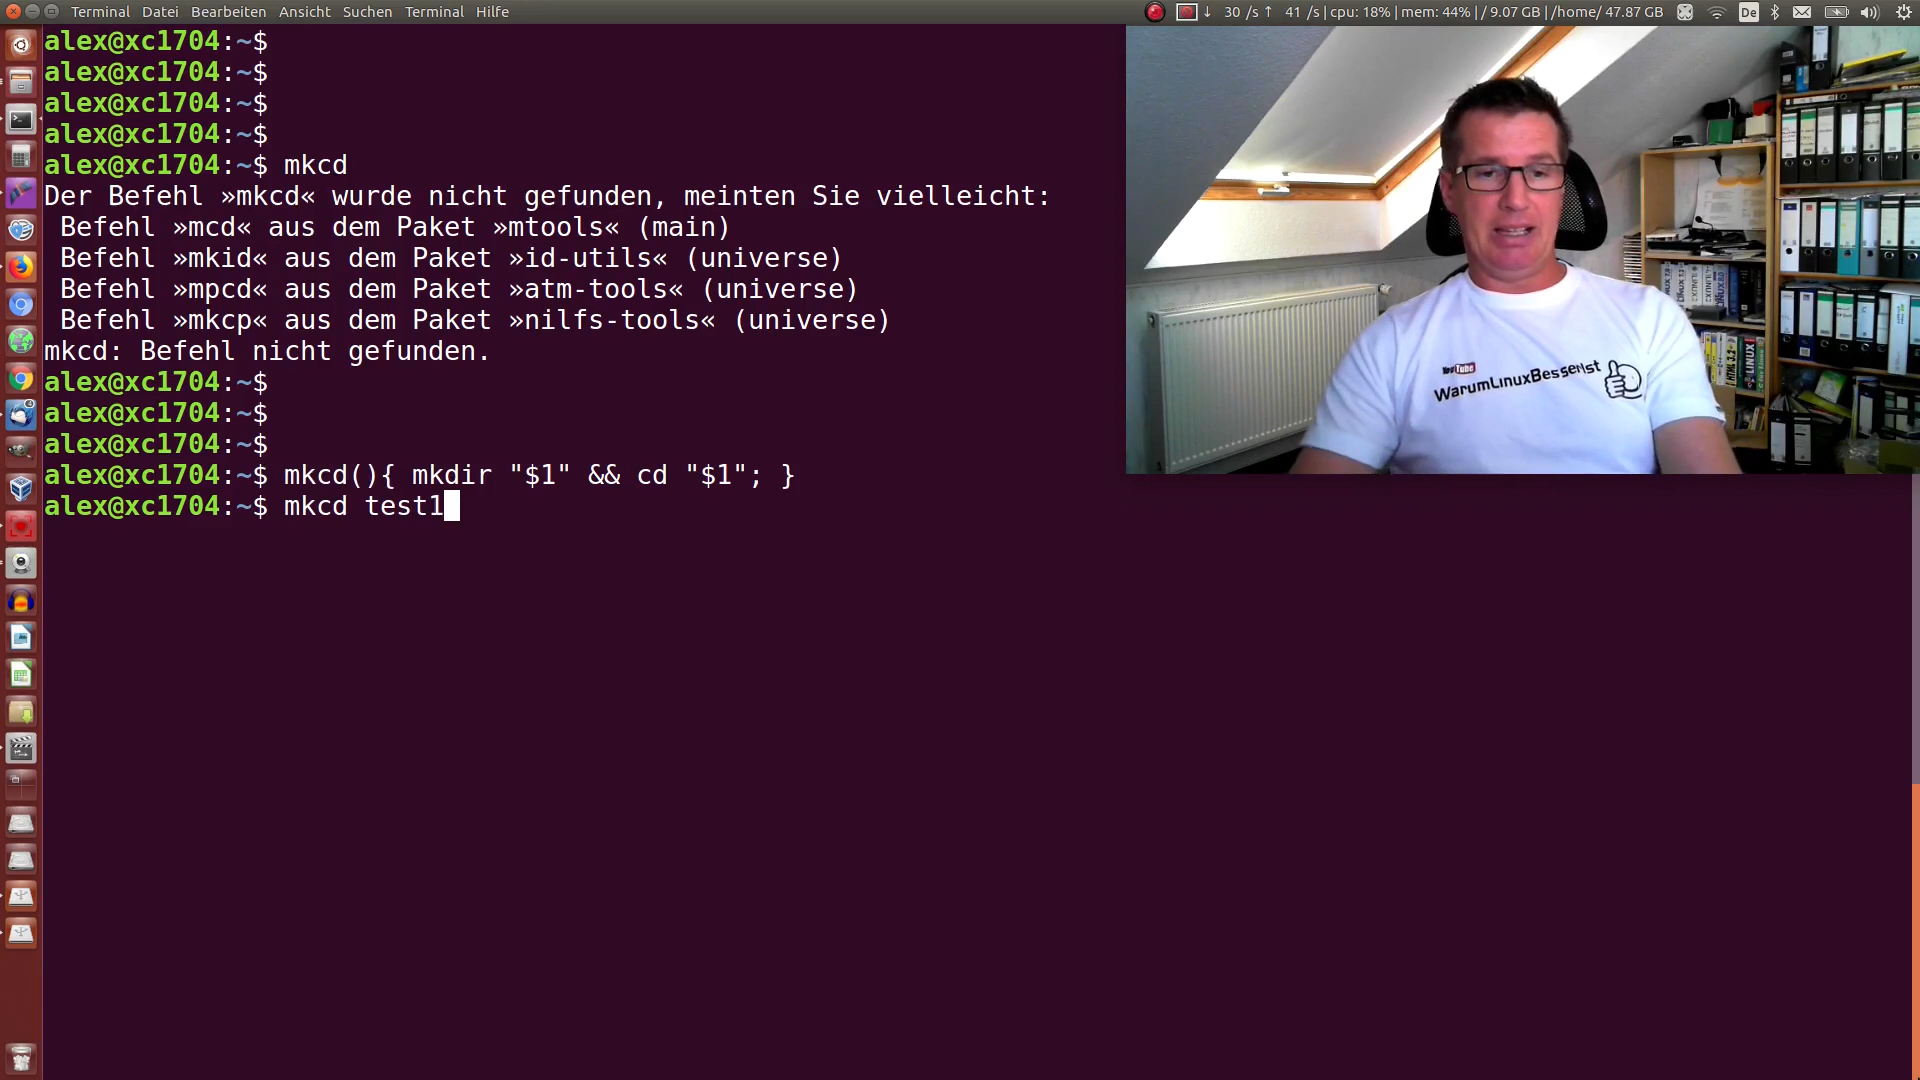 Terminal Datei Bearbeiten Ansicht Suchen Terminal Hilfe
↓ 30 /s ↑ 41 /s | cpu: 18% | mem: 44% | / 9.07 GB | /home/ 47.87 GB De
alex@xc1704:~$
alex@xc1704:~$
alex@xc1704:~$
alex@xc1704:~$
alex@xc1704:~$ mkcd
Der Befehl »mkcd« wurde nicht gefunden, meinten Sie vielleicht:
Befehl »mcd« aus dem Paket »mtools« (main)
Befehl »mkid« aus dem Paket »id-utils« (universe)
Befehl »mpcd« aus dem Paket »atm-tools« (universe)
Befehl »mkcp« aus dem Paket »nilfs-tools« (universe)
mkcd: Befehl nicht gefunden.
alex@xc1704:~$
alex@xc1704:~$
alex@xc1704:~$
alex@xc1704:~$ mkcd(){ mkdir "$1" && cd "$1"; }
alex@xc1704:~$ mkcd test1
YouTube
WarumLinuxBesserIst
LINUX